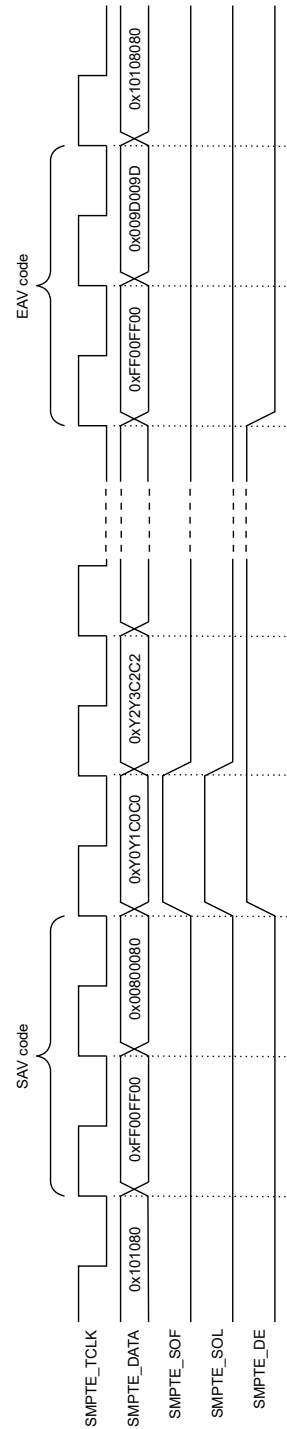 SAV code
EAV code
SMPTE_TCLK
SMPTE_DATA
0x101080
0xFF00FF00
0x00800080
0xY0Y1C0C0
0xY2Y3C2C2
0xFF00FF00
0x009D009D
0x10108080
SMPTE_SOF
SMPTE_SOL
SMPTE_DE